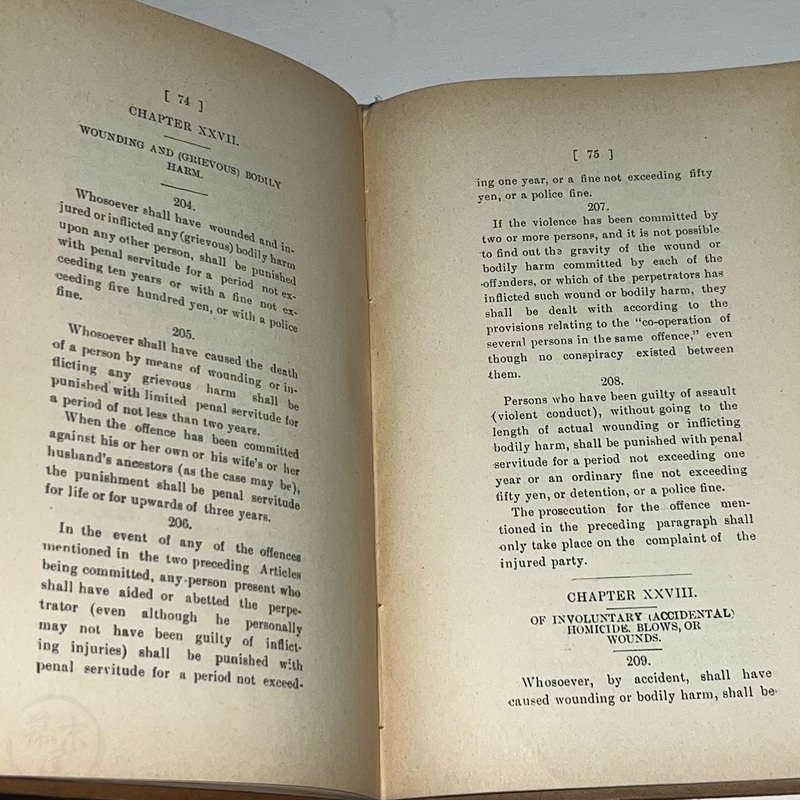 [ 74 ]
CHAPTER XXVII.
WOUNDING AND (GRIEVOUS) BODILY
HARM.
204.
Whosoever shall have wounded and in-
jured or inflicted any (grievous) bodily harm
upon any other person, shall be punished
with penal servitude for a period not ex-
ceeding ten years or with a fine not ex-
ceeding five hundred yen, or with a police
fine.
205.
Whosoever shall have caused the death
of a person by means of wounding or in-
flicting any grievous harm shall be
punished with limited penal servitude for
a period of not less than two years.
When the offence has been committed
against his or her own or his wife's or her
husband's ancestors (as the case may be),
the punishment shall be penal servitude
for life or for upwards of three years.
206.
In the event of any of the offences
mentioned in the two preceding Articles
being committed, any person present who
shall have aided or abetted the perpe-
trator (even although he personally
may not have been guilty of inflict-
ing injuries) shall be punished with
penal servitude for a period not exceed-
[ 75 ]
ing one year, or a fine not exceeding fifty
yen, or a police fine.
207.
If the violence has been committed by
two or more persons, and it is not possible
to find out the gravity of the wound or
bodily harm committed by each of the
offenders, or which of the perpetrators has
inflicted such wound or bodily harm, they
shall be dealt with according to the
provisions relating to the "co-operation of
several persons in the same offence," even
though no conspiracy existed between
them.
208.
Persons who have been guilty of assault
(violent conduct), without going to the
length of actual wounding or inflicting
bodily harm, shall be punished with penal
servitude for a period not exceeding one
year or an ordinary fine not exceeding
fifty yen, or detention, or a police fine.
The prosecution for the offence men-
tioned in the preceding paragraph shall
only take place on the complaint of the
injured party.
CHAPTER XXVIII.
OF INVOLUNTARY (ACCIDENTAL)
HOMICIDE, BLOWS, OR
WOUNDS.
209.
Whosoever, by accident, shall have
caused wounding or bodily harm, shall be